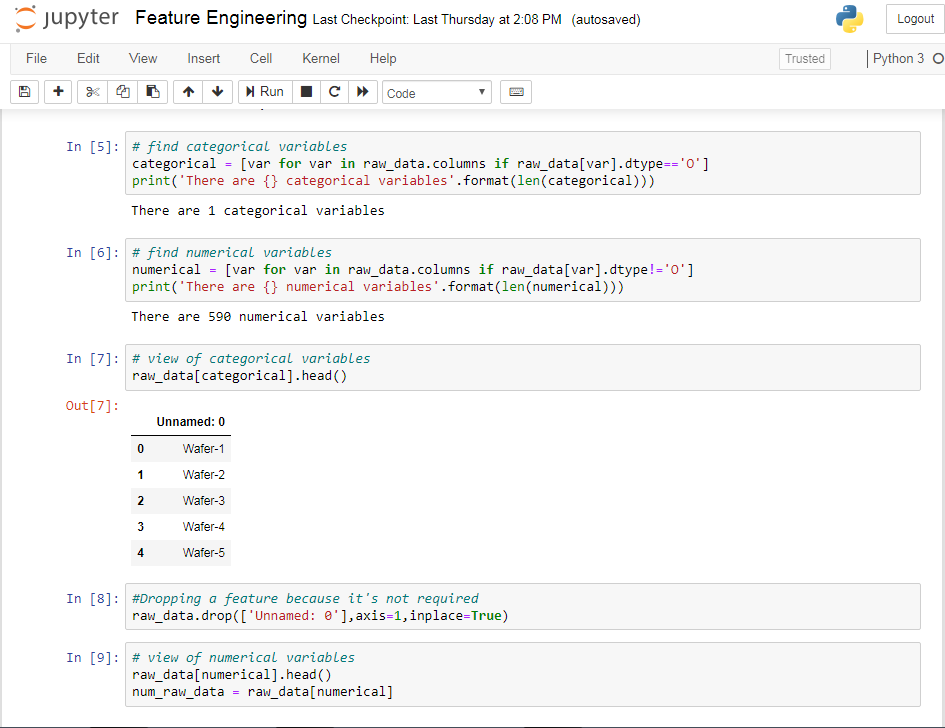 jupyter Feature Engineering Last Checkpoint: Last Thursday at 2:08 PM (autosaved)
Logout
File Edit View Insert Cell Kernel Help
Trusted
Python 3
Run
Code
In [5]:
# find categorical variables
categorical = [var for var in raw_data.columns if raw_data[var].dtype=='O']
print('There are {} categorical variables'.format(len(categorical)))
There are 1 categorical variables
In [6]:
# find numerical variables
numerical = [var for var in raw_data.columns if raw_data[var].dtype!='O']
print('There are {} numerical variables'.format(len(numerical)))
There are 590 numerical variables
In [7]:
# view of categorical variables
raw_data[categorical].head()
Out[7]:
Unnamed: 0
0 Wafer-1
1 Wafer-2
2 Wafer-3
3 Wafer-4
4 Wafer-5
In [8]:
#Dropping a feature because it's not required
raw_data.drop(['Unnamed: 0'],axis=1,inplace=True)
In [9]:
# view of numerical variables
raw_data[numerical].head()
num_raw_data = raw_data[numerical]